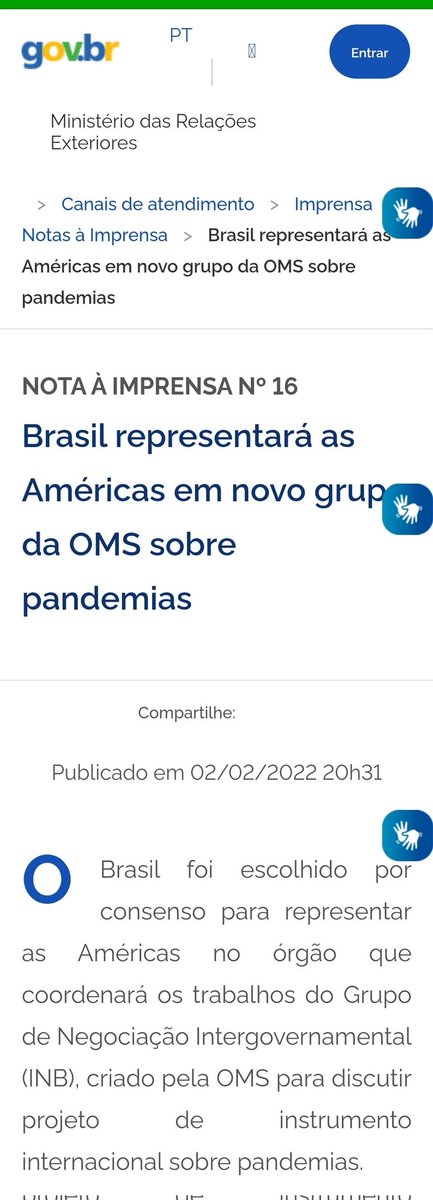 gov.br
PT
Entrar
Ministério das Relações
Exteriores
> Canais de atendimento > Imprensa
Notas à Imprensa > Brasil representará as
Américas em novo grupo da OMS sobre
pandemias
NOTA À IMPRENSA Nº 16
Brasil representará as
Américas em novo grup
da OMS sobre
pandemias
Compartilhe:
Publicado em 02/02/2022 20h31
O Brasil foi escolhido por
consenso para representar
as Américas no órgão que
coordenará os trabalhos do Grupo
de Negociação Intergovernamental
(INB), criado pela OMS para discutir
projeto de instrumento
internacional sobre pandemias.
projeto de instrumento